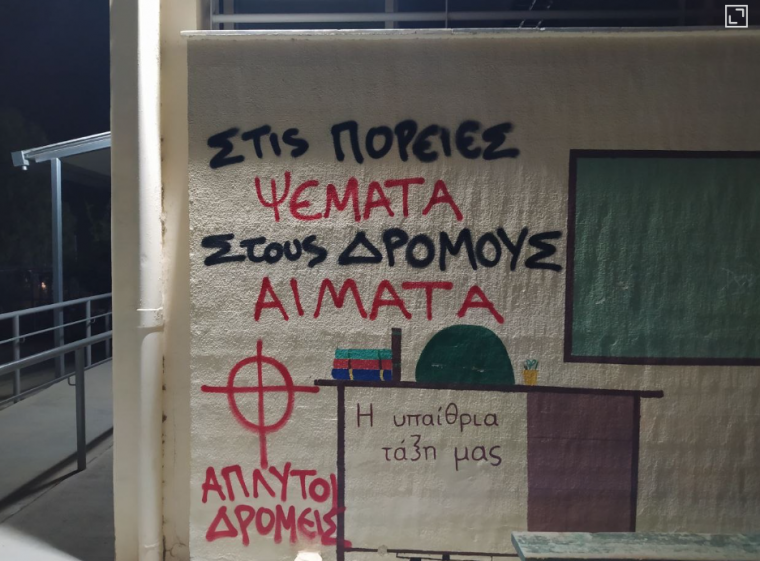 ΣΤΙΣ ΠΟΡΕΙΕΣ
ΨΕΜΑΤΑ
ΣΤΟΥΣ ΔΡΟΜΟΥΣ
ΑΙΜΑΤΑ
ΑΠΛΥΤΟΙ
ΔΡΟΜΕΙΣ
Η υπαίθρια
τάξη μας